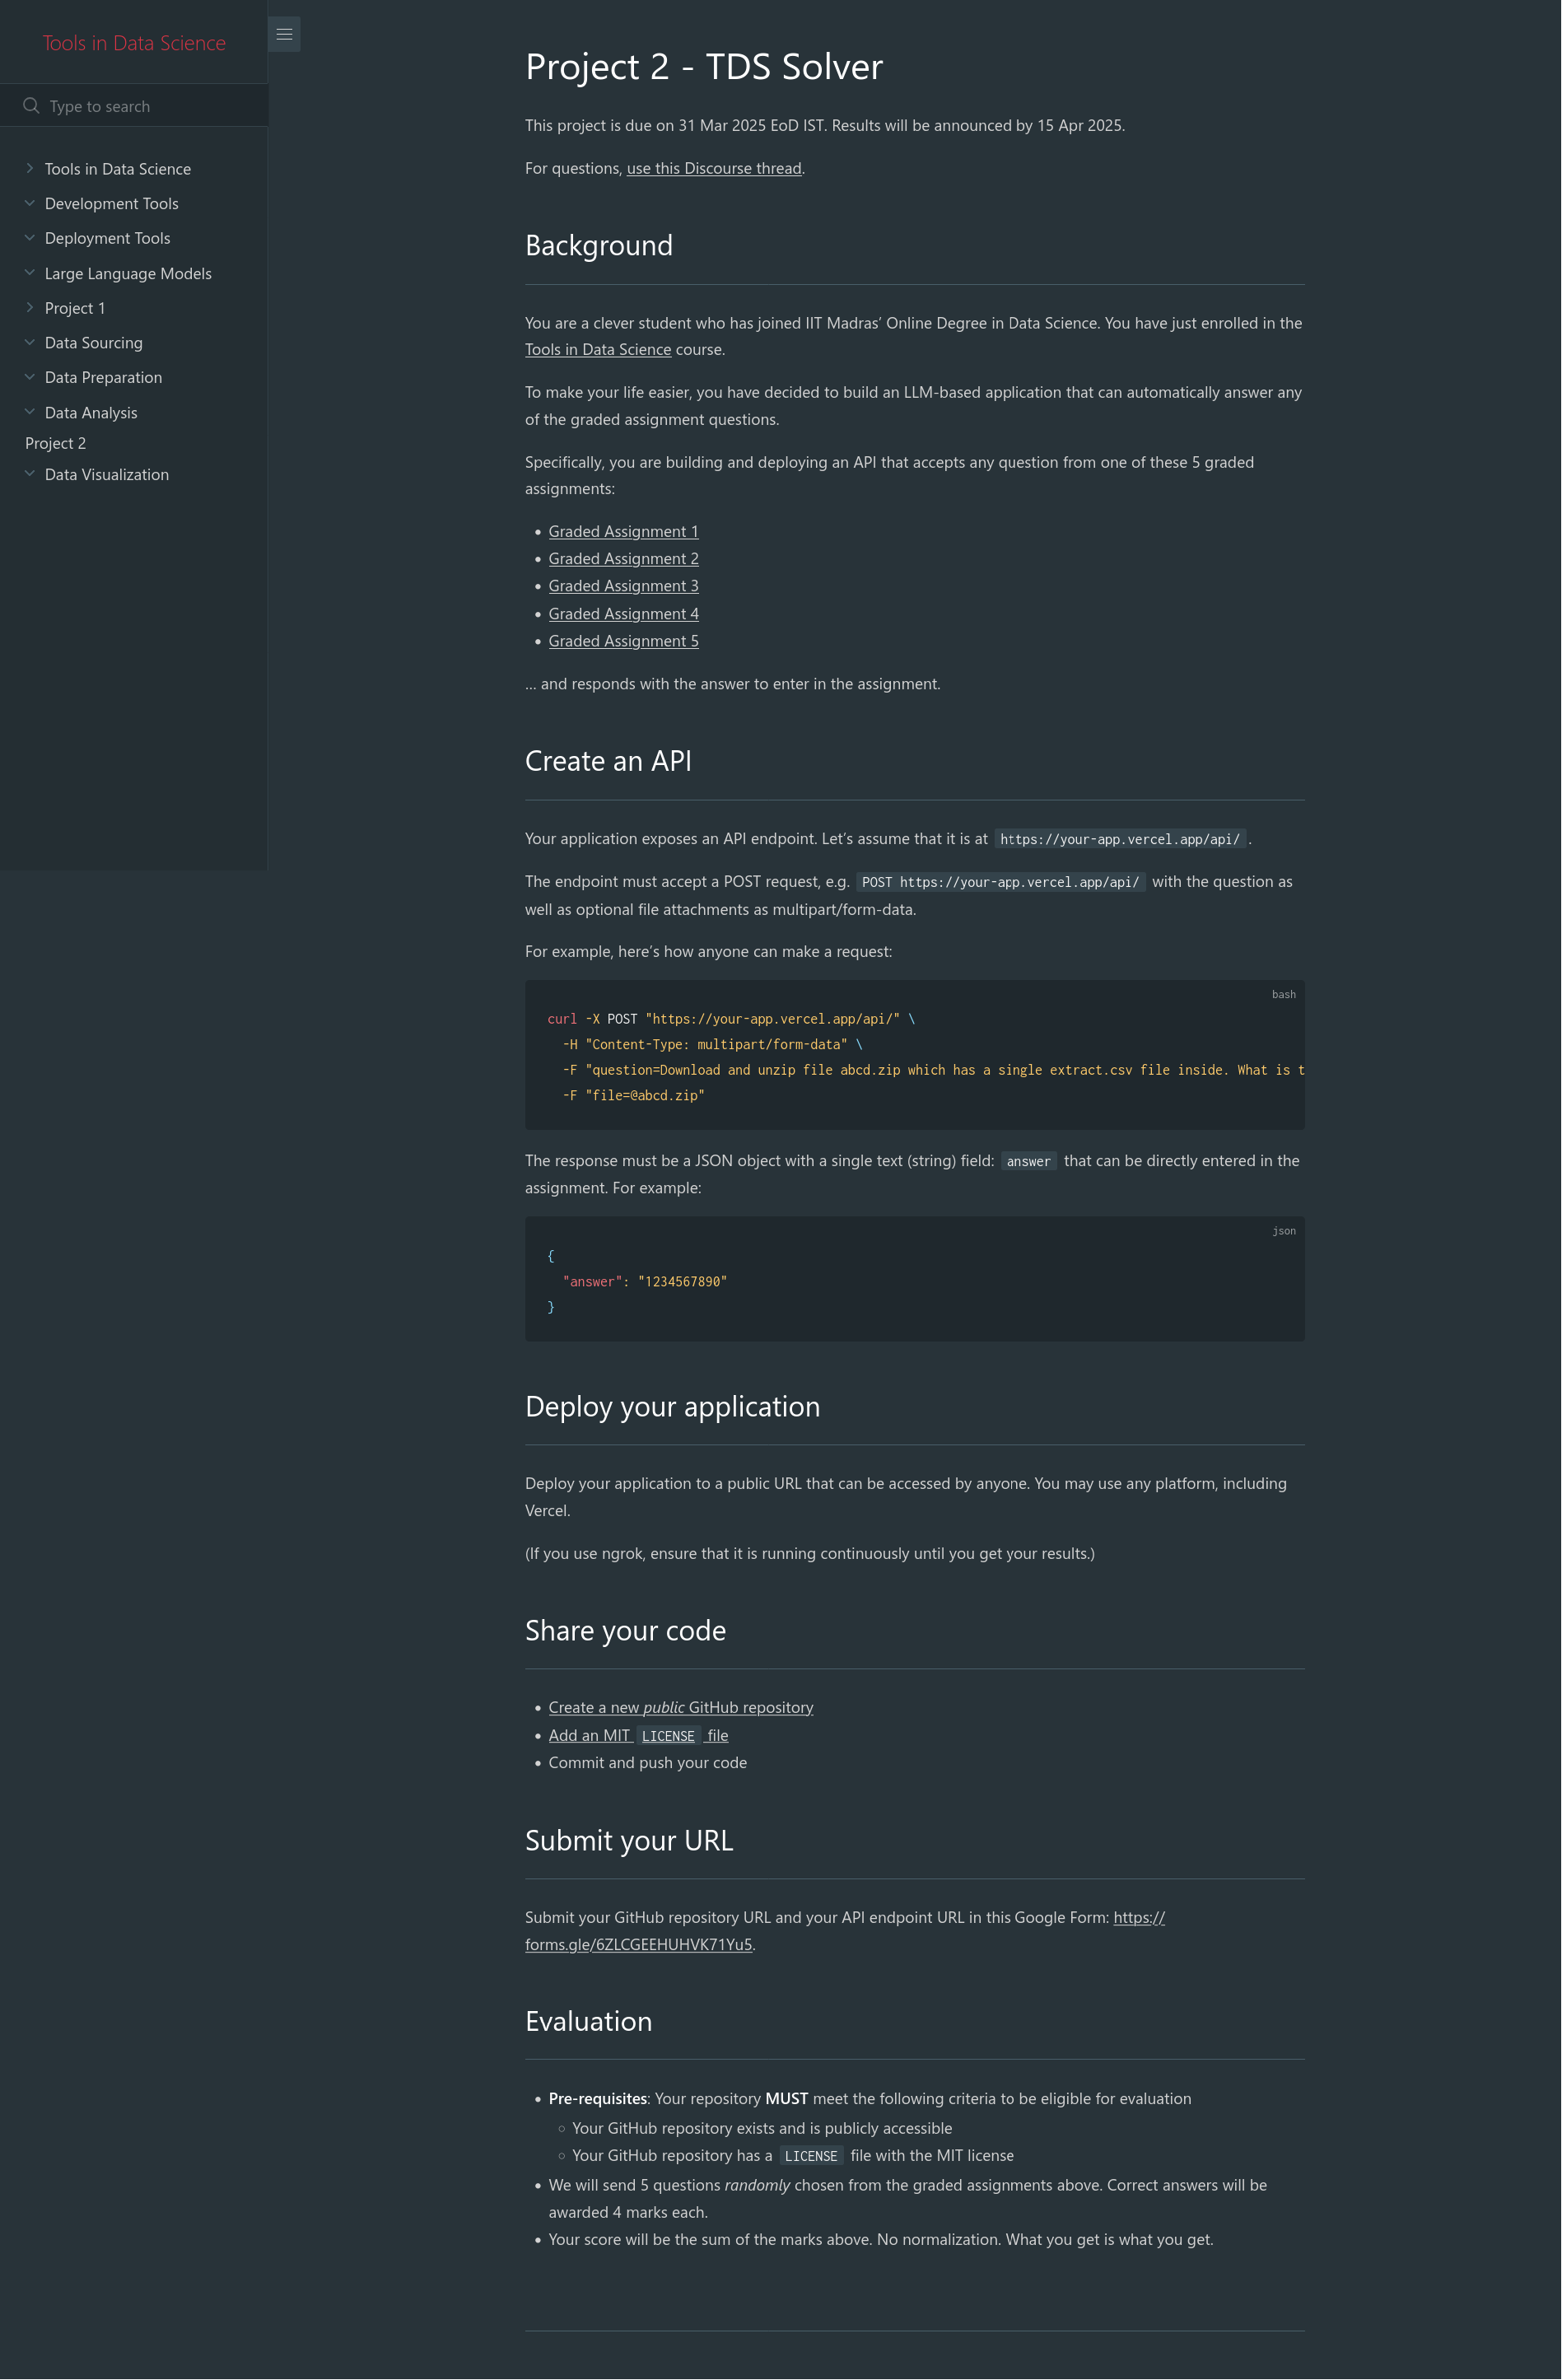 Tools in Data Science
Type to search
Tools in Data Science
Development Tools
Deployment Tools
Large Language Models
Project 1
Data Sourcing
Data Preparation
Data Analysis
Project 2
Data Visualization
Project 2 - TDS Solver
This project is due on 31 Mar 2025 EoD IST. Results will be announced by 15 Apr 2025.
For questions, use this Discourse thread.
Background
You are a clever student who has joined IIT Madras’ Online Degree in Data Science. You have just enrolled in the
Tools in Data Science course.
To make your life easier, you have decided to build an LLM-based application that can automatically answer any
of the graded assignment questions.
Specifically, you are building and deploying an API that accepts any question from one of these 5 graded
assignments:
• Graded Assignment 1
• Graded Assignment 2
• Graded Assignment 3
• Graded Assignment 4
• Graded Assignment 5
… and responds with the answer to enter in the assignment.
Create an API
Your application exposes an API endpoint. Let’s assume that it is at https://your-app.vercel.app/api/ .
The endpoint must accept a POST request, e.g. POST https://your-app.vercel.app/api/ with the question as
well as optional file attachments as multipart/form-data.
For example, here’s how anyone can make a request:
bash
curl -X POST "https://your-app.vercel.app/api/" \
-H "Content-Type: multipart/form-data" \
-F "question=Download and unzip file abcd.zip which has a single extract.csv file inside. What is t
-F "file=@abcd.zip"
The response must be a JSON object with a single text (string) field: answer that can be directly entered in the
assignment. For example:
json
{
"answer": "1234567890"
}
Deploy your application
Deploy your application to a public URL that can be accessed by anyone. You may use any platform, including
Vercel.
(If you use ngrok, ensure that it is running continuously until you get your results.)
Share your code
• Create a new public GitHub repository
• Add an MIT LICENSE file
• Commit and push your code
Submit your URL
Submit your GitHub repository URL and your API endpoint URL in this Google Form: https://
forms.gle/6ZLCGEEHUHVK71Yu5.
Evaluation
• Pre-requisites: Your repository MUST meet the following criteria to be eligible for evaluation
○ Your GitHub repository exists and is publicly accessible
○ Your GitHub repository has a LICENSE file with the MIT license
• We will send 5 questions randomly chosen from the graded assignments above. Correct answers will be
awarded 4 marks each.
• Your score will be the sum of the marks above. No normalization. What you get is what you get.